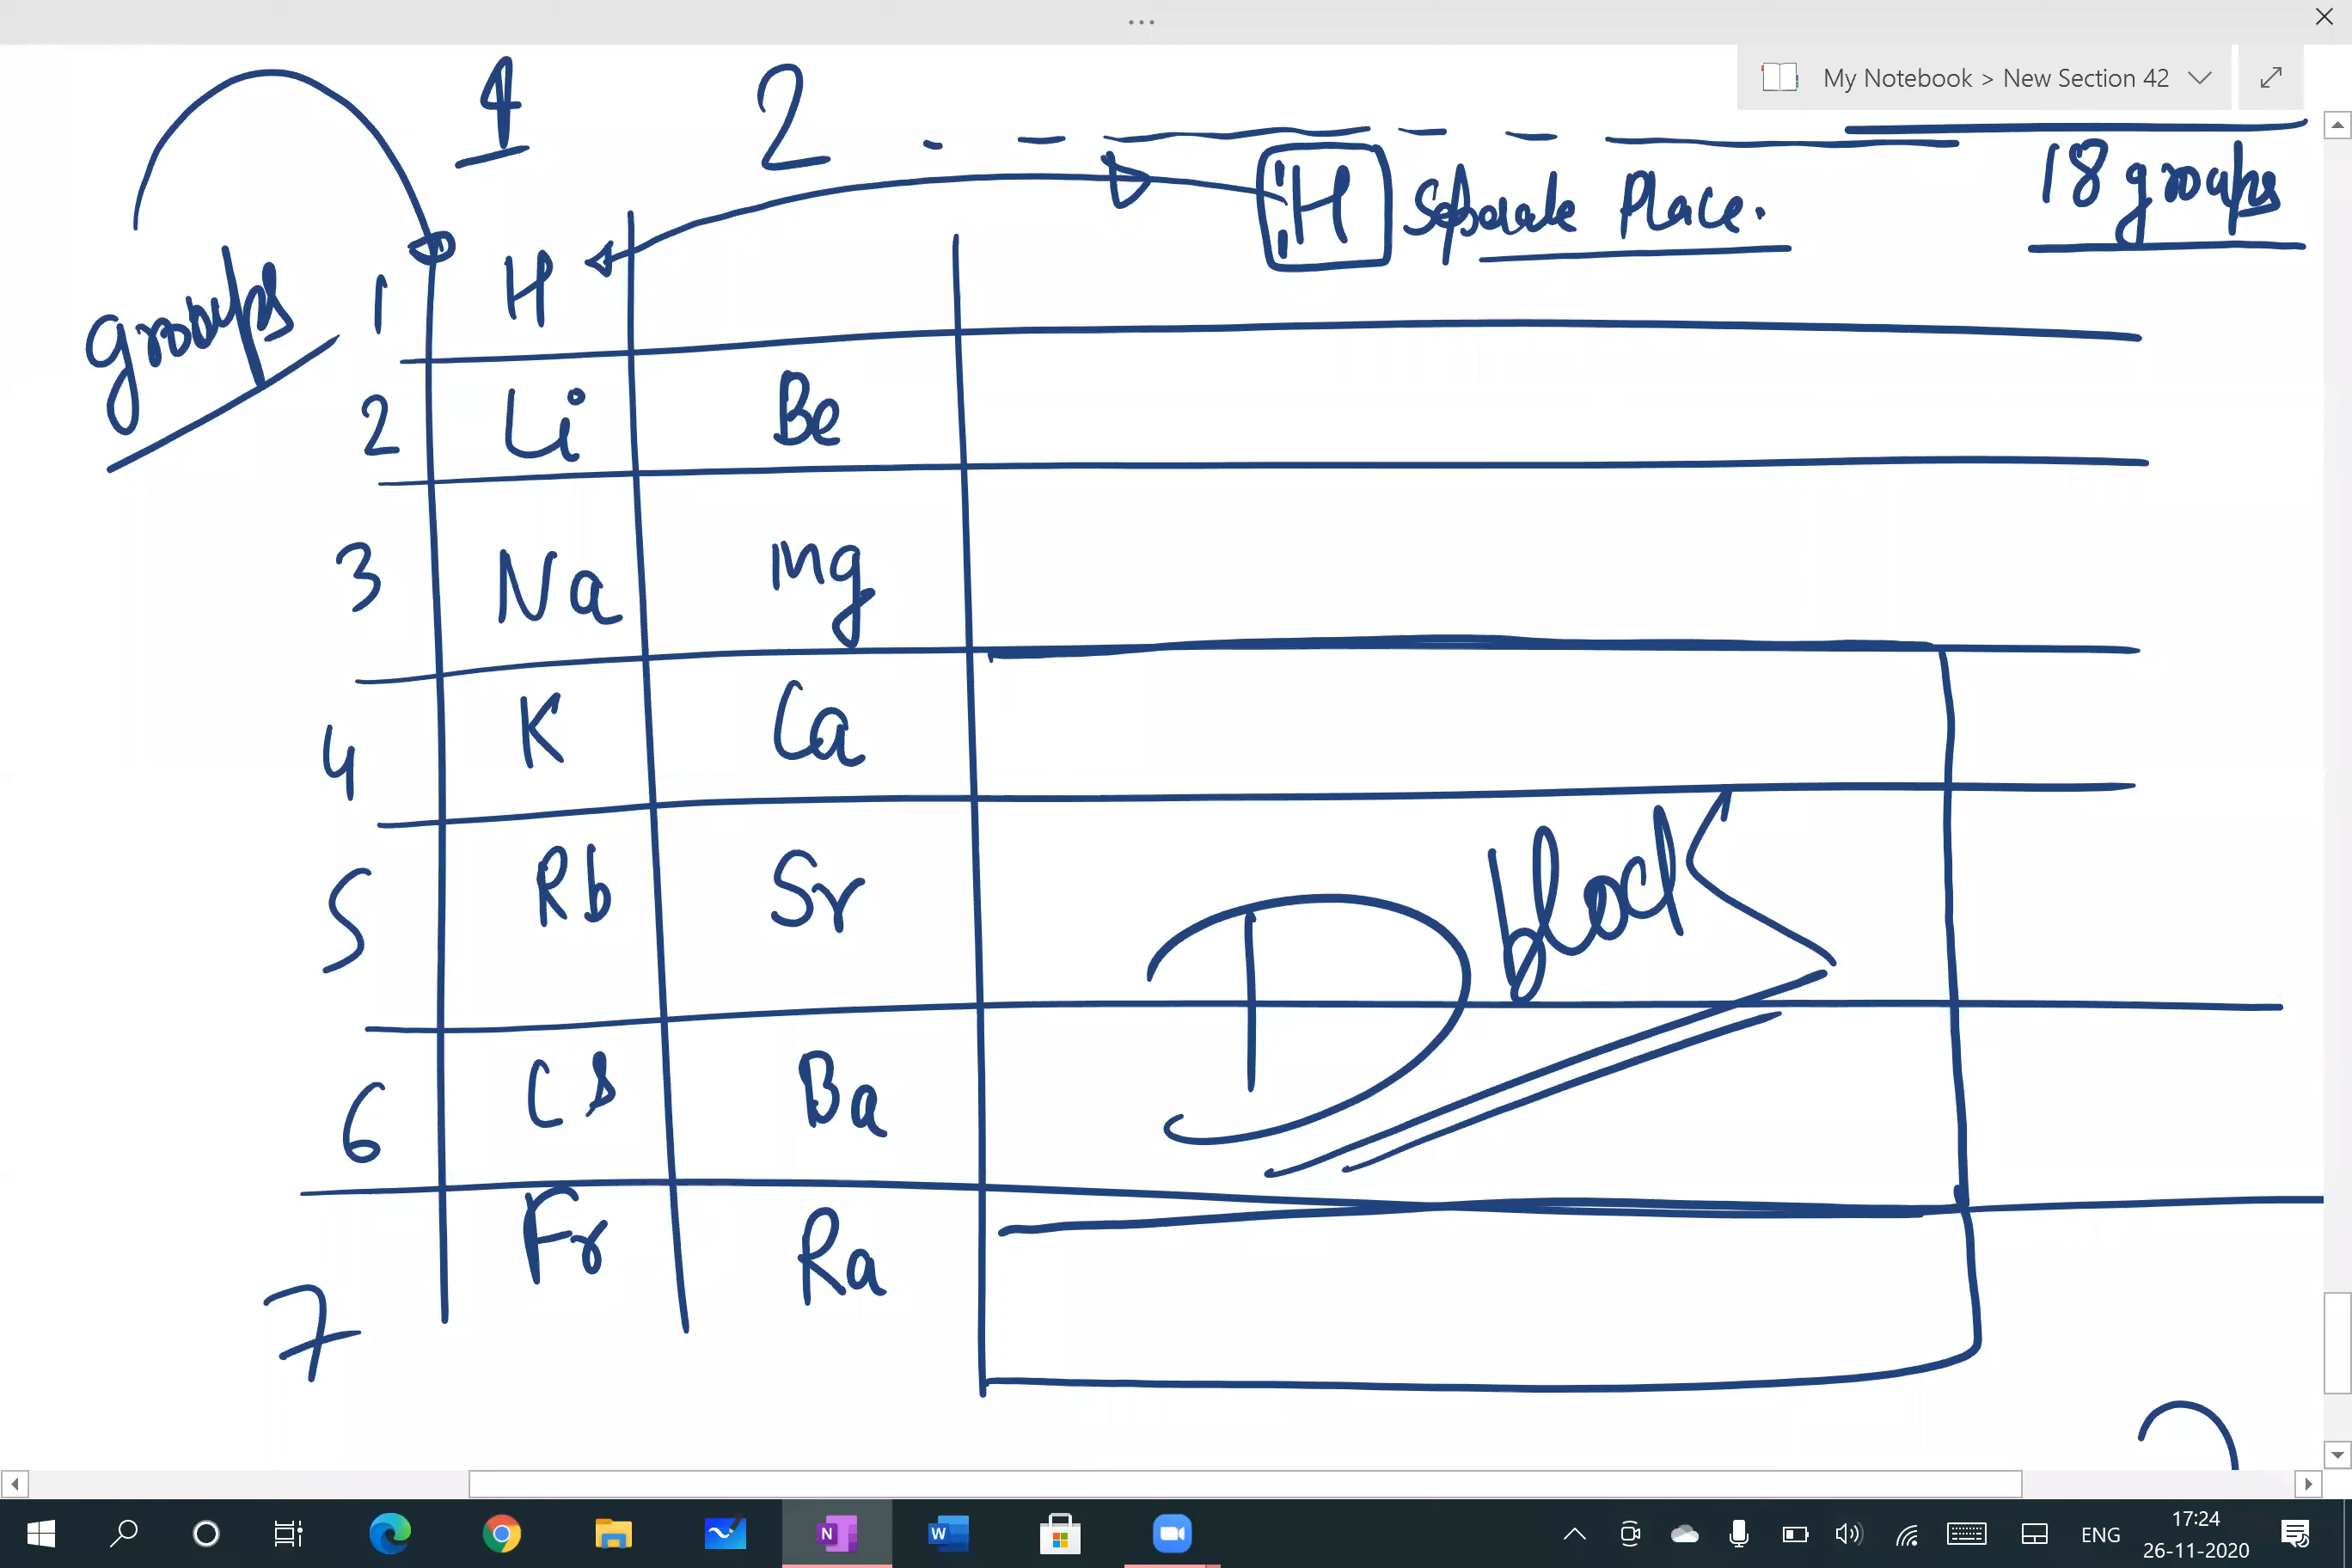 ...
My Notebook > New Section 42
1 2 . - - - - - - 18 groups
H Separate Place.
groups
1 H
2 Li Be
3 Na Mg
4 K Ca
5 Rb Sr
6 Cs Ba
7 Fr Ra
D block
ENG
17:24
26-11-2020